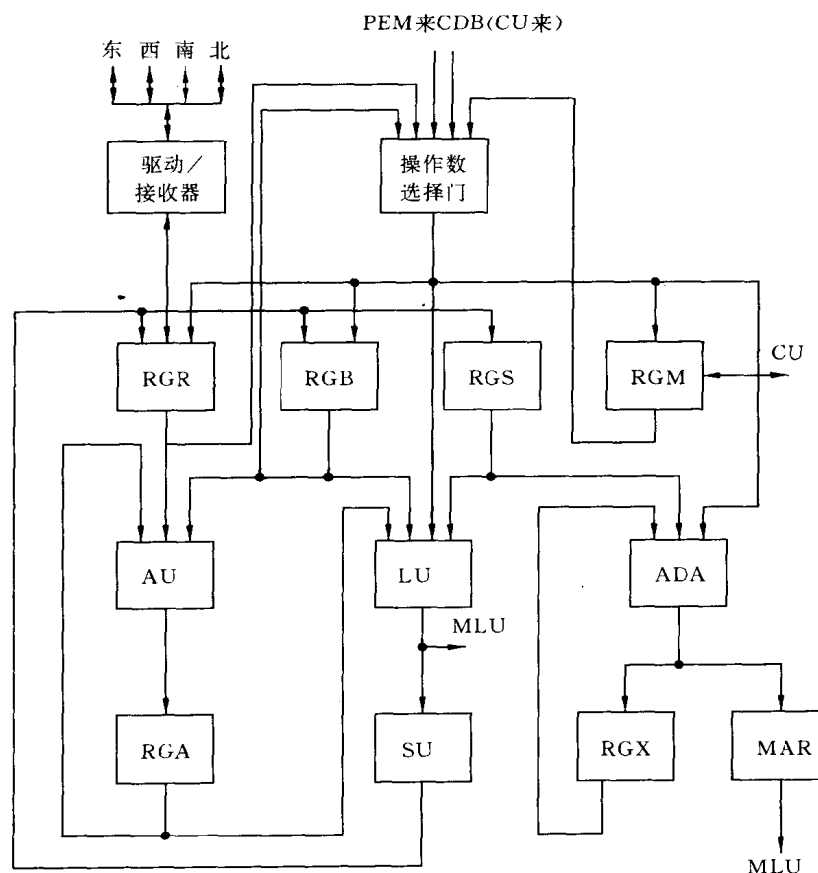 PEM来CDB(CU来)
东 西 南 北
驱动/
接收器
操作数
选择门
RGR
RGB
RGS
RGM
CU
AU
LU
ADA
MLU
RGA
SU
RGX
MAR
MLU